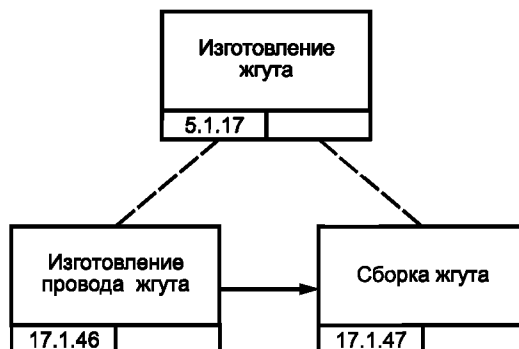 Изготовление
жгута
5.1.17
Изготовление
провода жгута
17.1.46
Сборка жгута
17.1.47